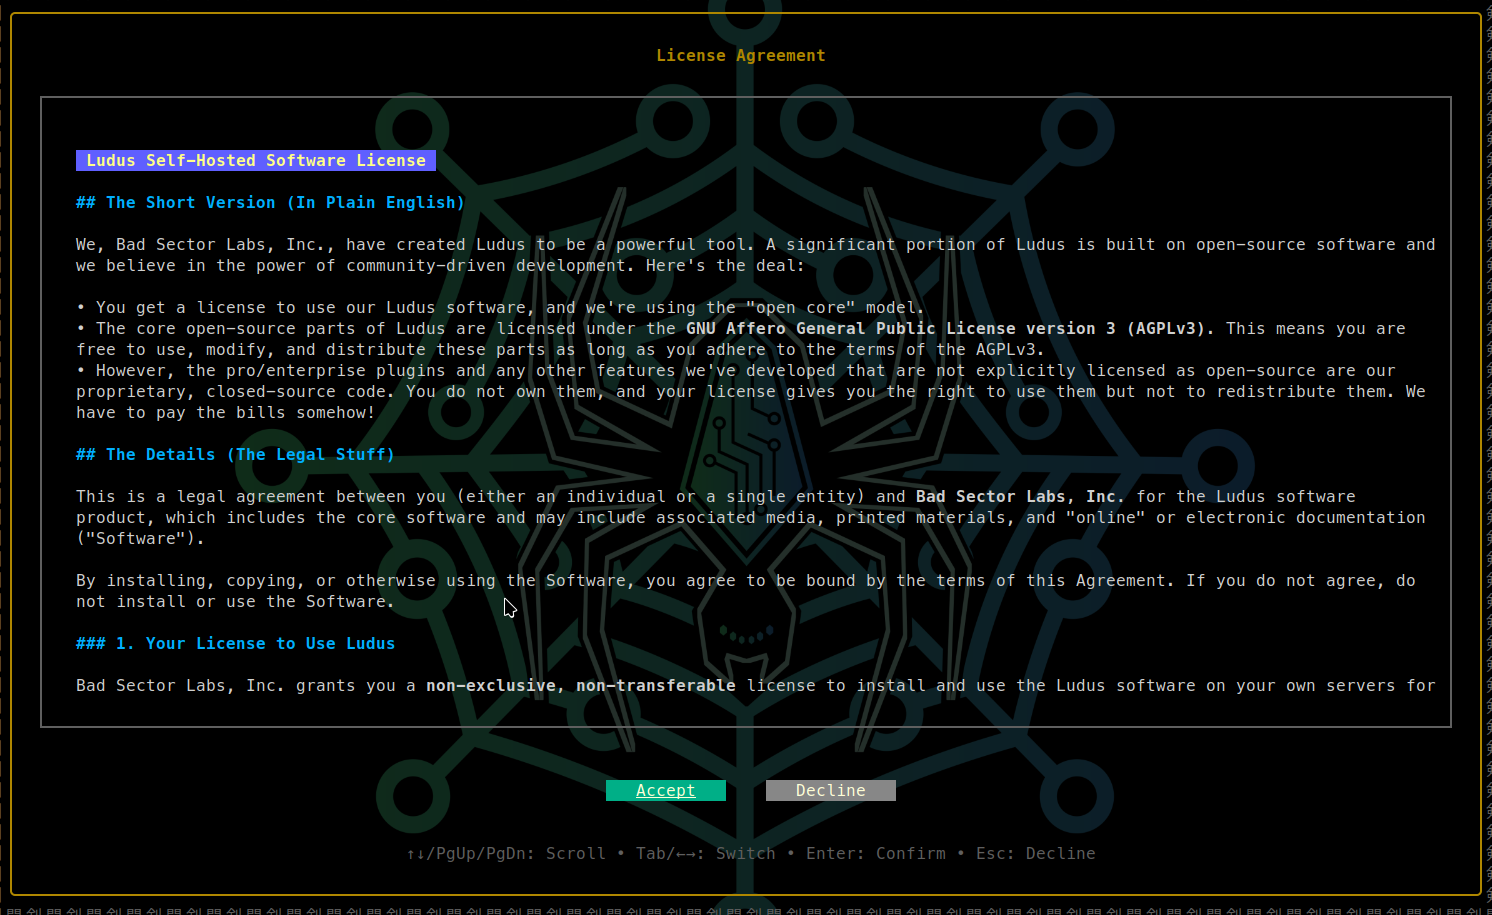 License Agreement
Ludus Self-Hosted Software License
## The Short Version (In Plain English)
We, Bad Sector Labs, Inc., have created Ludus to be a powerful tool. A significant portion of Ludus is built on open-source software and
we believe in the power of community-driven development. Here's the deal:
• You get a license to use our Ludus software, and we're using the "open core" model.
• The core open-source parts of Ludus are licensed under the GNU Affero General Public License version 3 (AGPLv3). This means you are
free to use, modify, and distribute these parts as long as you adhere to the terms of the AGPLv3.
• However, the pro/enterprise plugins and any other features we've developed that are not explicitly licensed as open-source are our
proprietary, closed-source code. You do not own them, and your license gives you the right to use them but not to redistribute them. We
have to pay the bills somehow!
## The Details (The Legal Stuff)
This is a legal agreement between you (either an individual or a single entity) and Bad Sector Labs, Inc. for the Ludus software
product, which includes the core software and may include associated media, printed materials, and "online" or electronic documentation
("Software").
By installing, copying, or otherwise using the Software, you agree to be bound by the terms of this Agreement. If you do not agree, do
not install or use the Software.
### 1. Your License to Use Ludus
Bad Sector Labs, Inc. grants you a non-exclusive, non-transferable license to install and use the Ludus software on your own servers for
Accept Decline
↑↓/PgUp/PgDn: Scroll • Tab/←→: Switch • Enter: Confirm • Esc: Decline